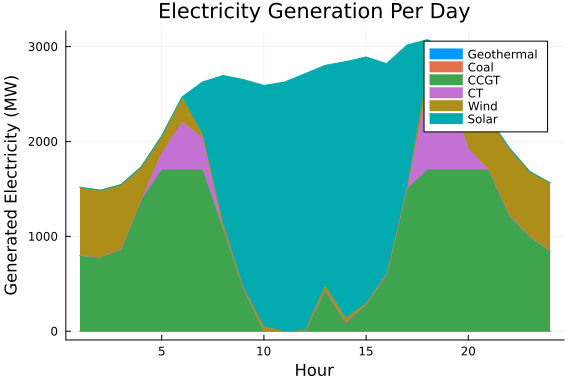 Electricity Generation Per Day
Generated Electricity (MW)
3000
2000
1000
0
5
10
15
20
Hour
Geothermal
Coal
CCGT
CT
Wind
Solar